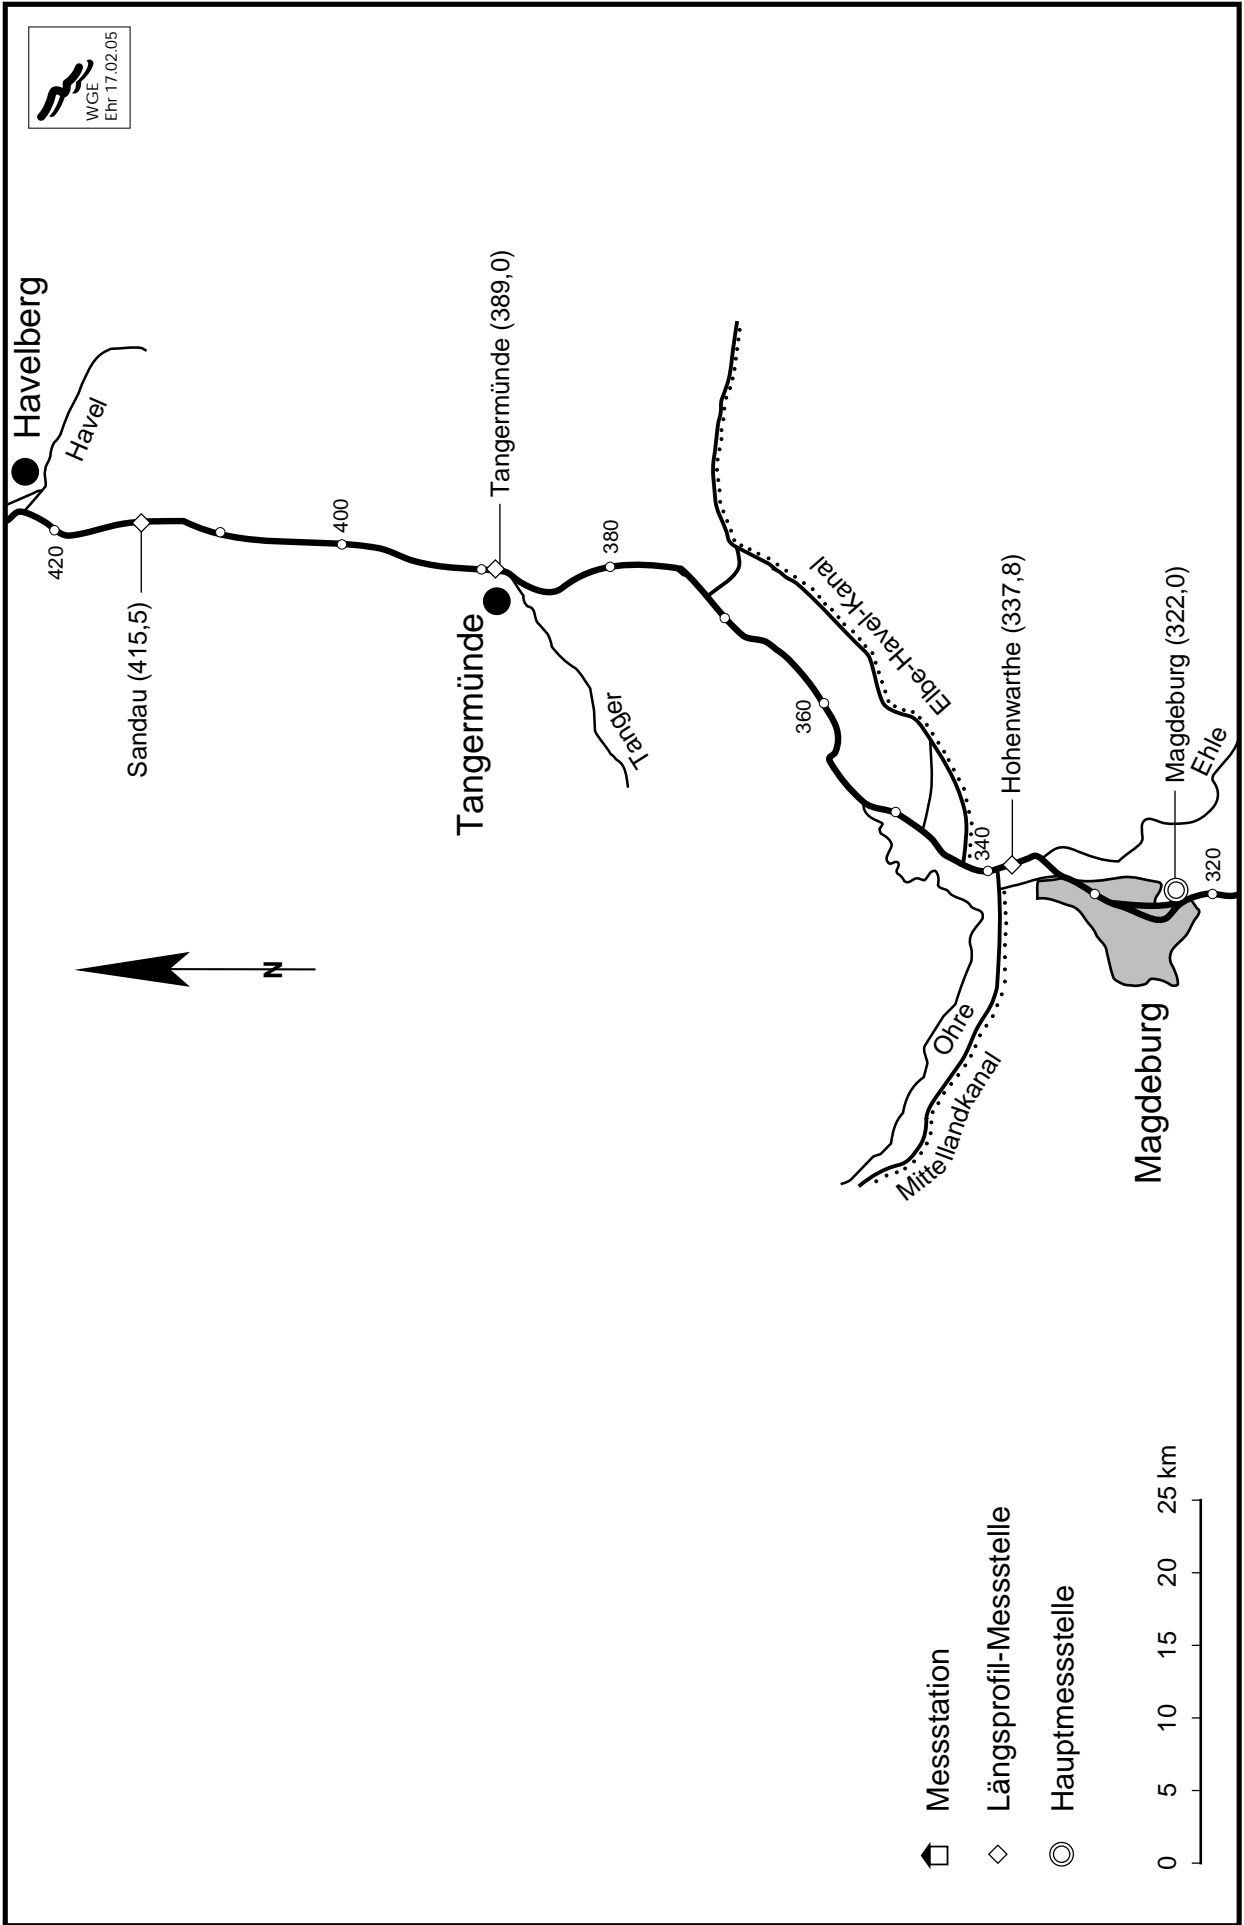 WGE
Ehr 17.02.05
Havelberg
Havel
420
Sandau (415,5)
400
Tangermünde (389,0)
Tangermünde
380
Tanger
360
Elbe-Havel-Kanal
340
Hohenwarthe (337,8)
Magdeburg (322,0)
Ehle
320
N
Ohre
Mittellandkanal
Magdeburg
Messstation
Längsprofil-Messstelle
Hauptmessstelle
0 5 10 15 20 25 km